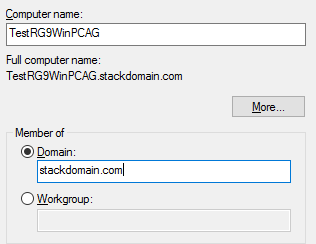 Computer name:
TestRG9WinPCAG
Full computer name:
TestRG9WinPCAG.stackdomain.com
More...
Member of
Domain:
stackdomain.com
Workgroup: